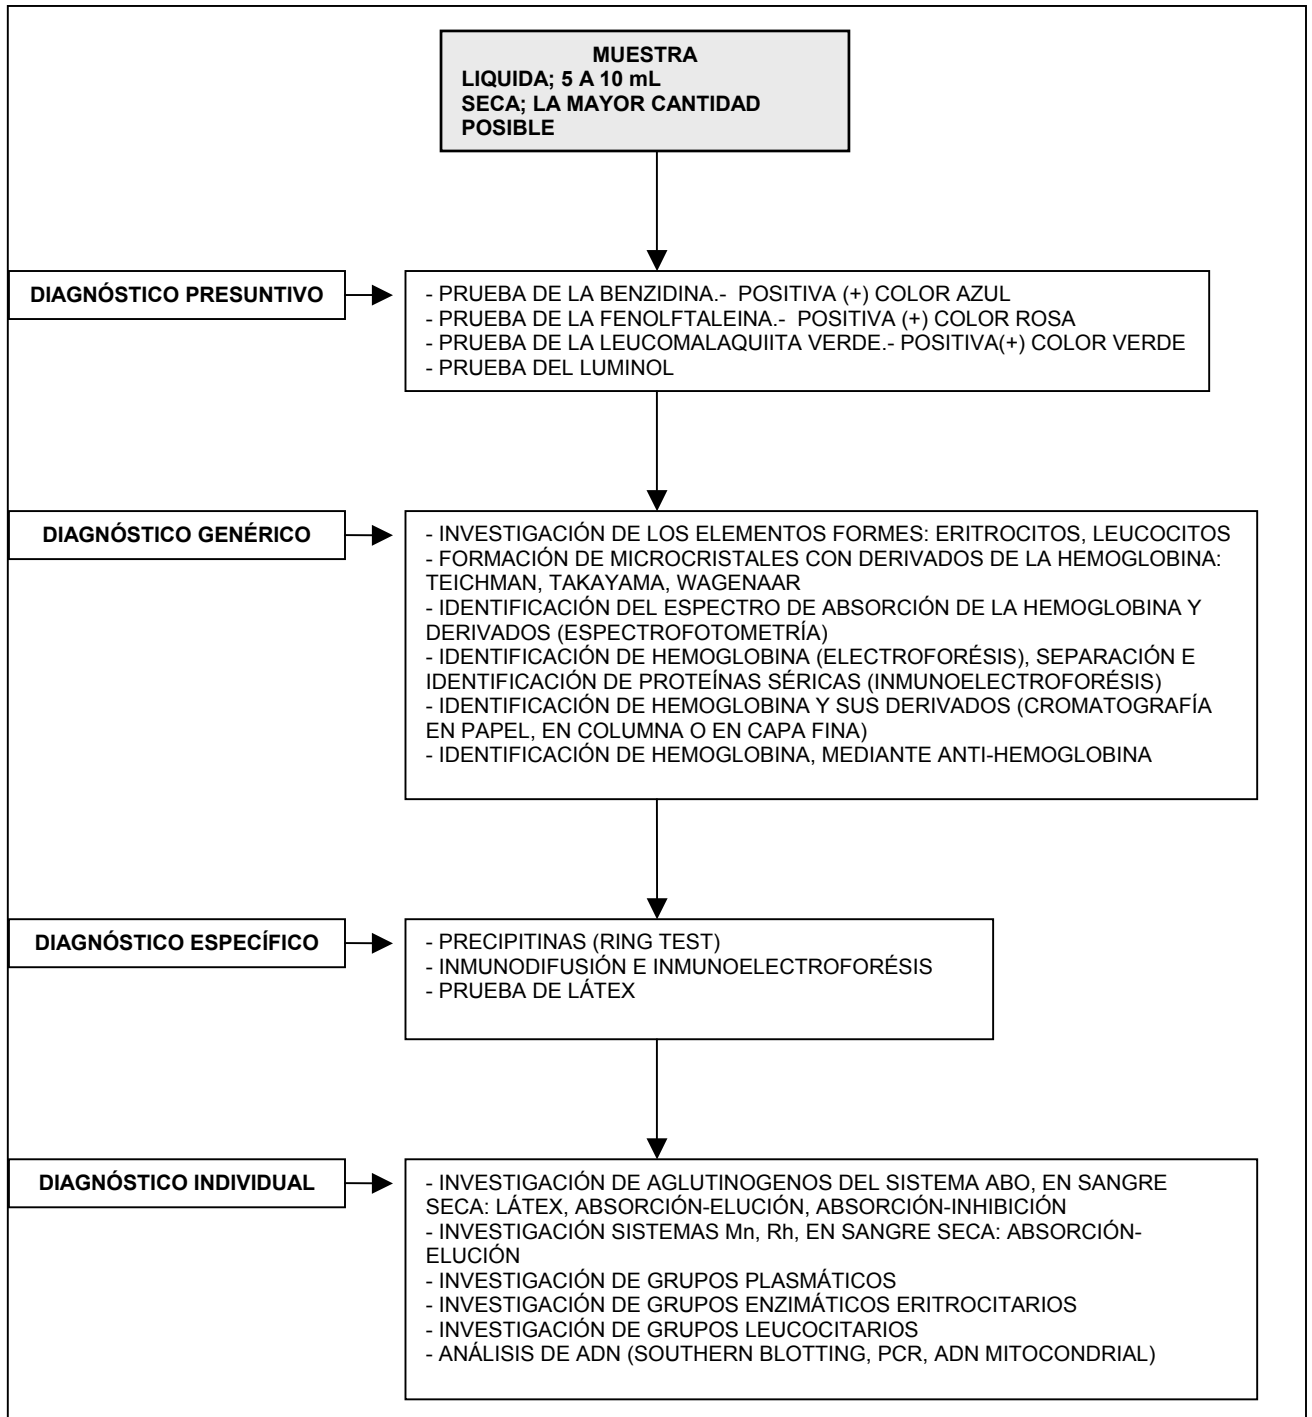 MUESTRA
LIQUIDA; 5 A 10 mL
SECA; LA MAYOR CANTIDAD
POSIBLE
DIAGNÓSTICO PRESUNTIVO
- PRUEBA DE LA BENZIDINA.- POSITIVA (+) COLOR AZUL
- PRUEBA DE LA FENOLFTALEINA.- POSITIVA (+) COLOR ROSA
- PRUEBA DE LA LEUCOMALAQUIITA VERDE.- POSITIVA(+) COLOR VERDE
- PRUEBA DEL LUMINOL
DIAGNÓSTICO GENÉRICO
- INVESTIGACIÓN DE LOS ELEMENTOS FORMES: ERITROCITOS, LEUCOCITOS
- FORMACIÓN DE MICROCRISTALES CON DERIVADOS DE LA HEMOGLOBINA:
TEICHMAN, TAKAYAMA, WAGENAAR
- IDENTIFICACIÓN DEL ESPECTRO DE ABSORCIÓN DE LA HEMOGLOBINA Y
DERIVADOS (ESPECTROFOTOMETRÍA)
- IDENTIFICACIÓN DE HEMOGLOBINA (ELECTROFORÉSIS), SEPARACIÓN E
IDENTIFICACIÓN DE PROTEÍNAS SÉRICAS (INMUNOELECTROFORÉSIS)
- IDENTIFICACIÓN DE HEMOGLOBINA Y SUS DERIVADOS (CROMATOGRAFÍA
EN PAPEL, EN COLUMNA O EN CAPA FINA)
- IDENTIFICACIÓN DE HEMOGLOBINA, MEDIANTE ANTI-HEMOGLOBINA
DIAGNÓSTICO ESPECÍFICO
- PRECIPITINAS (RING TEST)
- INMUNODIFUSIÓN E INMUNOELECTROFORÉSIS
- PRUEBA DE LÁTEX
DIAGNÓSTICO INDIVIDUAL
- INVESTIGACIÓN DE AGLUTINOGENOS DEL SISTEMA ABO, EN SANGRE
SECA: LÁTEX, ABSORCIÓN-ELUCIÓN, ABSORCIÓN-INHIBICIÓN
- INVESTIGACIÓN SISTEMAS Mn, Rh, EN SANGRE SECA: ABSORCIÓN-
ELUCIÓN
- INVESTIGACIÓN DE GRUPOS PLASMÁTICOS
- INVESTIGACIÓN DE GRUPOS ENZIMÁTICOS ERITROCITARIOS
- INVESTIGACIÓN DE GRUPOS LEUCOCITARIOS
- ANÁLISIS DE ADN (SOUTHERN BLOTTING, PCR, ADN MITOCONDRIAL)